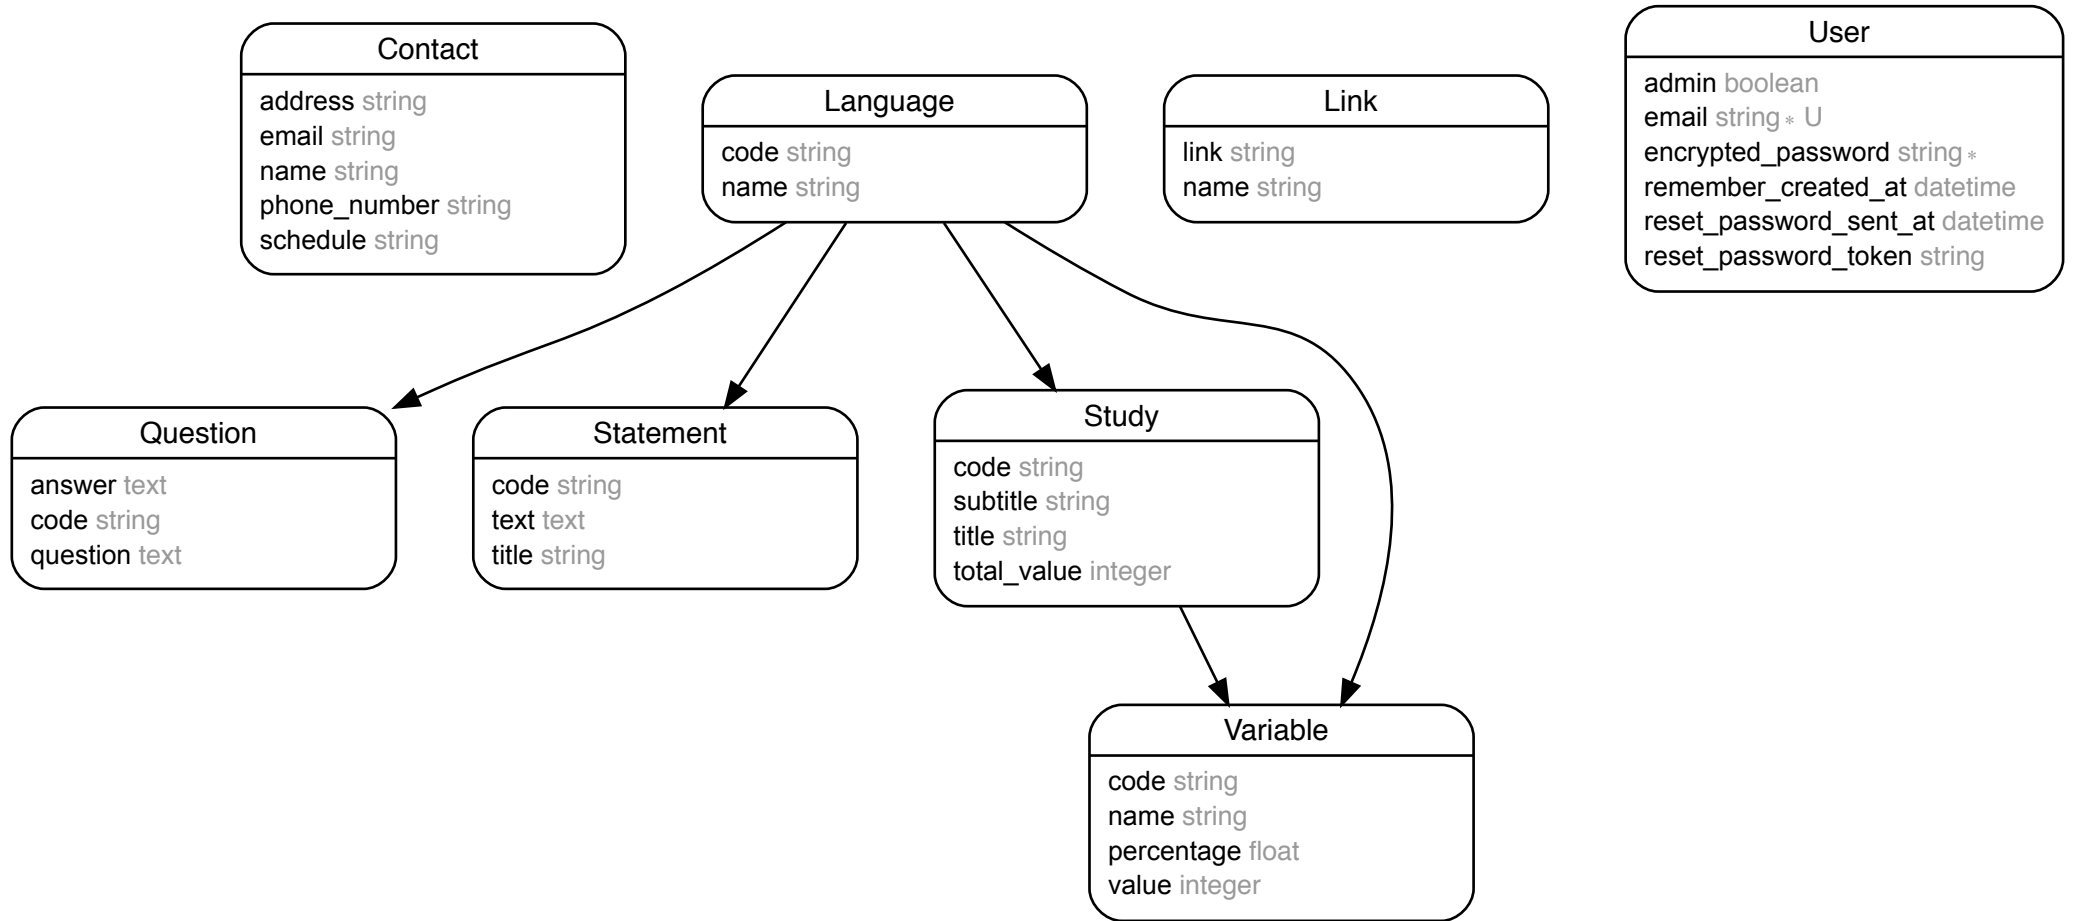 Contact
address string
email string
name string
phone_number string
schedule string
Language
code string
name string
Link
link string
name string
User
admin boolean
email string∗ U
encrypted_password string∗
remember_created_at datetime
reset_password_sent_at datetime
reset_password_token string
Question
answer text
code string
question text
Statement
code string
text text
title string
Study
code string
subtitle string
title string
total_value integer
Variable
code string
name string
percentage float
value integer